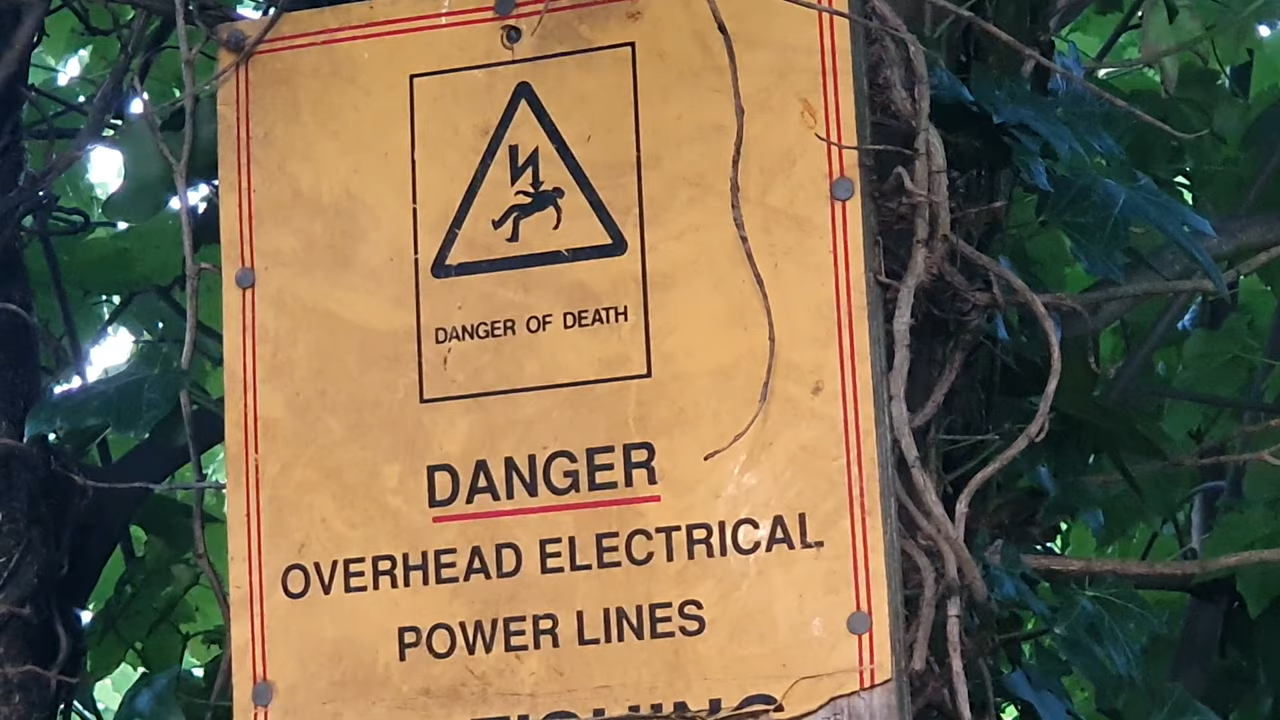 DANGER OF DEATH
DANGER
OVERHEAD ELECTRICAL
POWER LINES